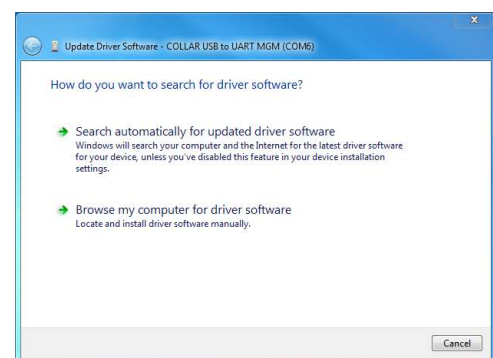 Update Driver Software - COLLAR USB to UART MGM (COM6)
How do you want to search for driver software?
Search automatically for updated driver software
Windows will search your computer and the Internet for the latest driver software
for your device, unless you've disabled this feature in your device installation
settings.
Browse my computer for driver software
Locate and install driver software manually.
Cancel